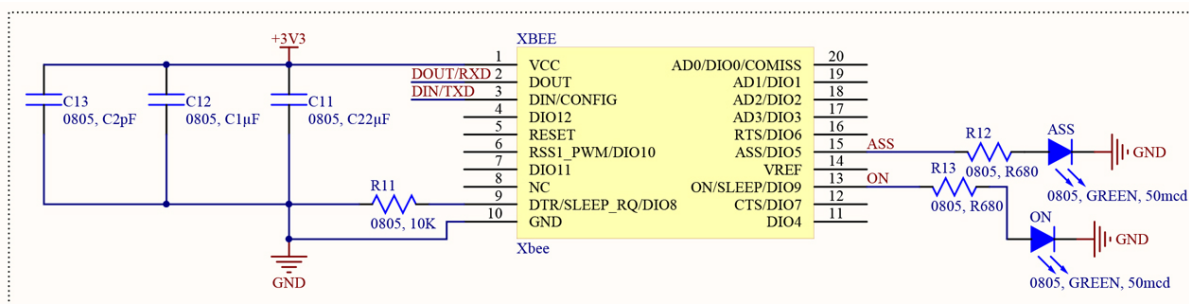 +3V3
XBEE
C13
0805, C2pF
C12
0805, C1μF
C11
0805, C22μF
DOUT/RXD
DIN/TXD
1 VCC
2 DOUT
3 DIN/CONFIG
4 DIO12
5 RESET
6 RSS1_PWM/DIO10
7 DIO11
8 NC
9 DTR/SLEEP_RQ/DIO8
10 GND
AD0/DIO0/COMISS 20
AD1/DIO1 19
AD2/DIO2 18
AD3/DIO3 17
RTS/DIO6 16
ASS/DIO5 15
VREF 14
ON/SLEEP/DIO9 13
CTS/DIO7 12
DIO4 11
Xbee
R11
0805, 10K
GND
ASS
R12
0805, R680
ASS
GND
0805, GREEN, 50mcd
ON
R13
0805, R680
ON
GND
0805, GREEN, 50mcd